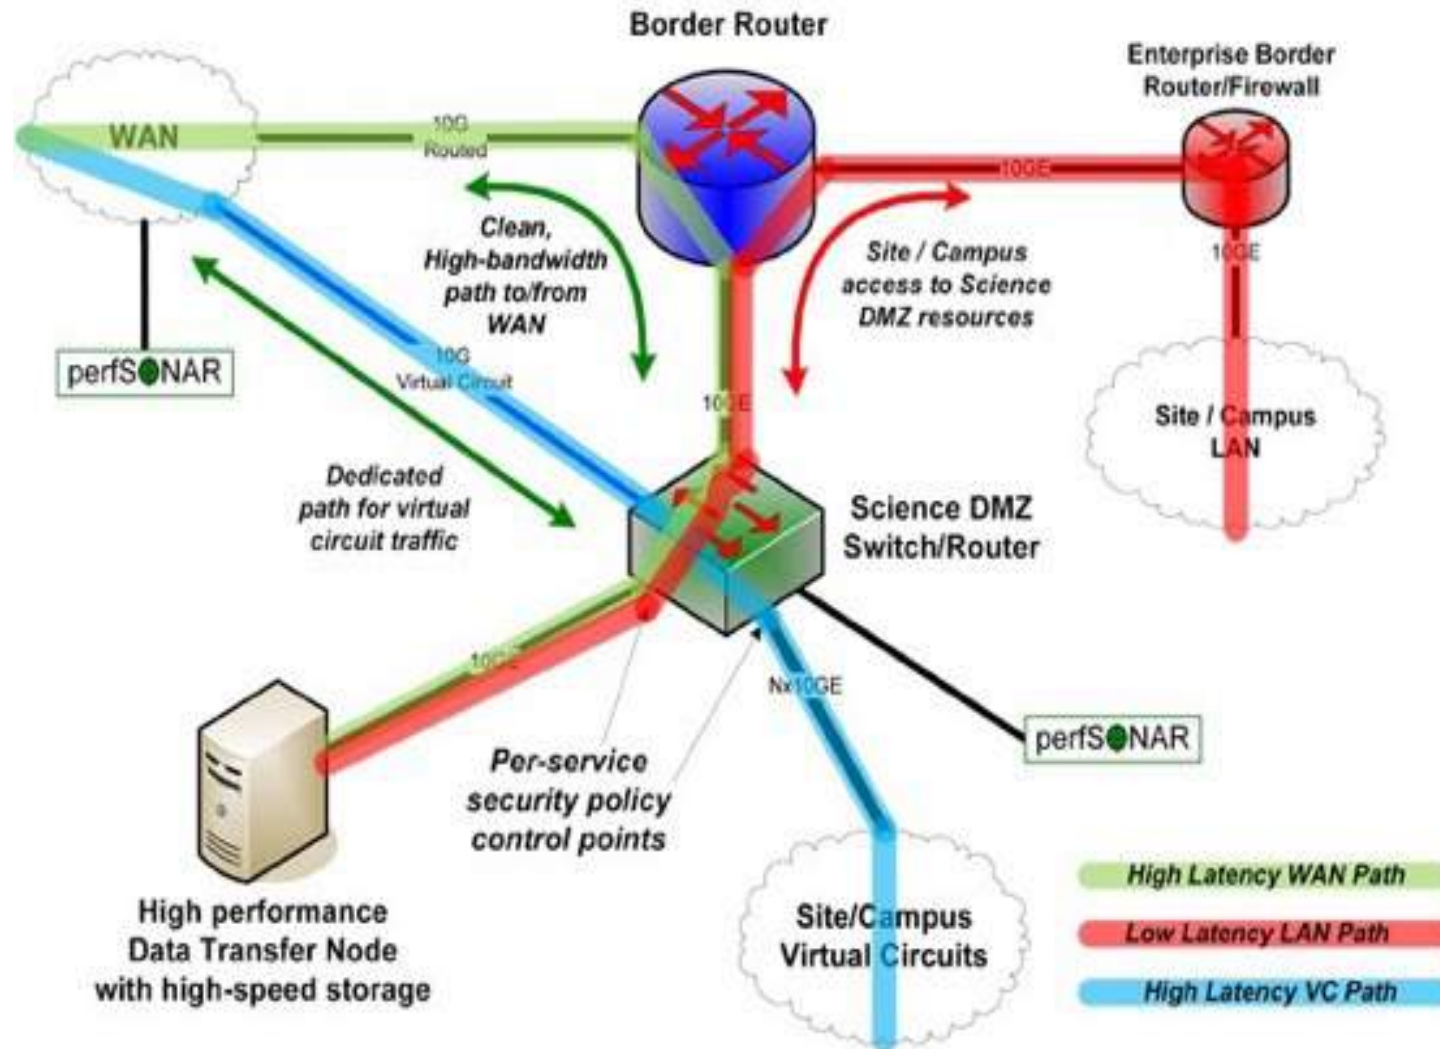 Border Router
Enterprise Border
Router/Firewall
WAN
10G
Routed
10GE
10GE
Clean,
High-bandwidth
path to/from
WAN
Site / Campus
access to Science
DMZ resources
perfSONAR
10G
Virtual Circuit
10GE
Site / Campus
LAN
Dedicated
path for virtual
circuit traffic
Science DMZ
Switch/Router
10GE
Nx10GE
perfSONAR
Per-service
security policy
control points
High performance
Data Transfer Node
with high-speed storage
Site/Campus
Virtual Circuits
High Latency WAN Path
Low Latency LAN Path
High Latency VC Path